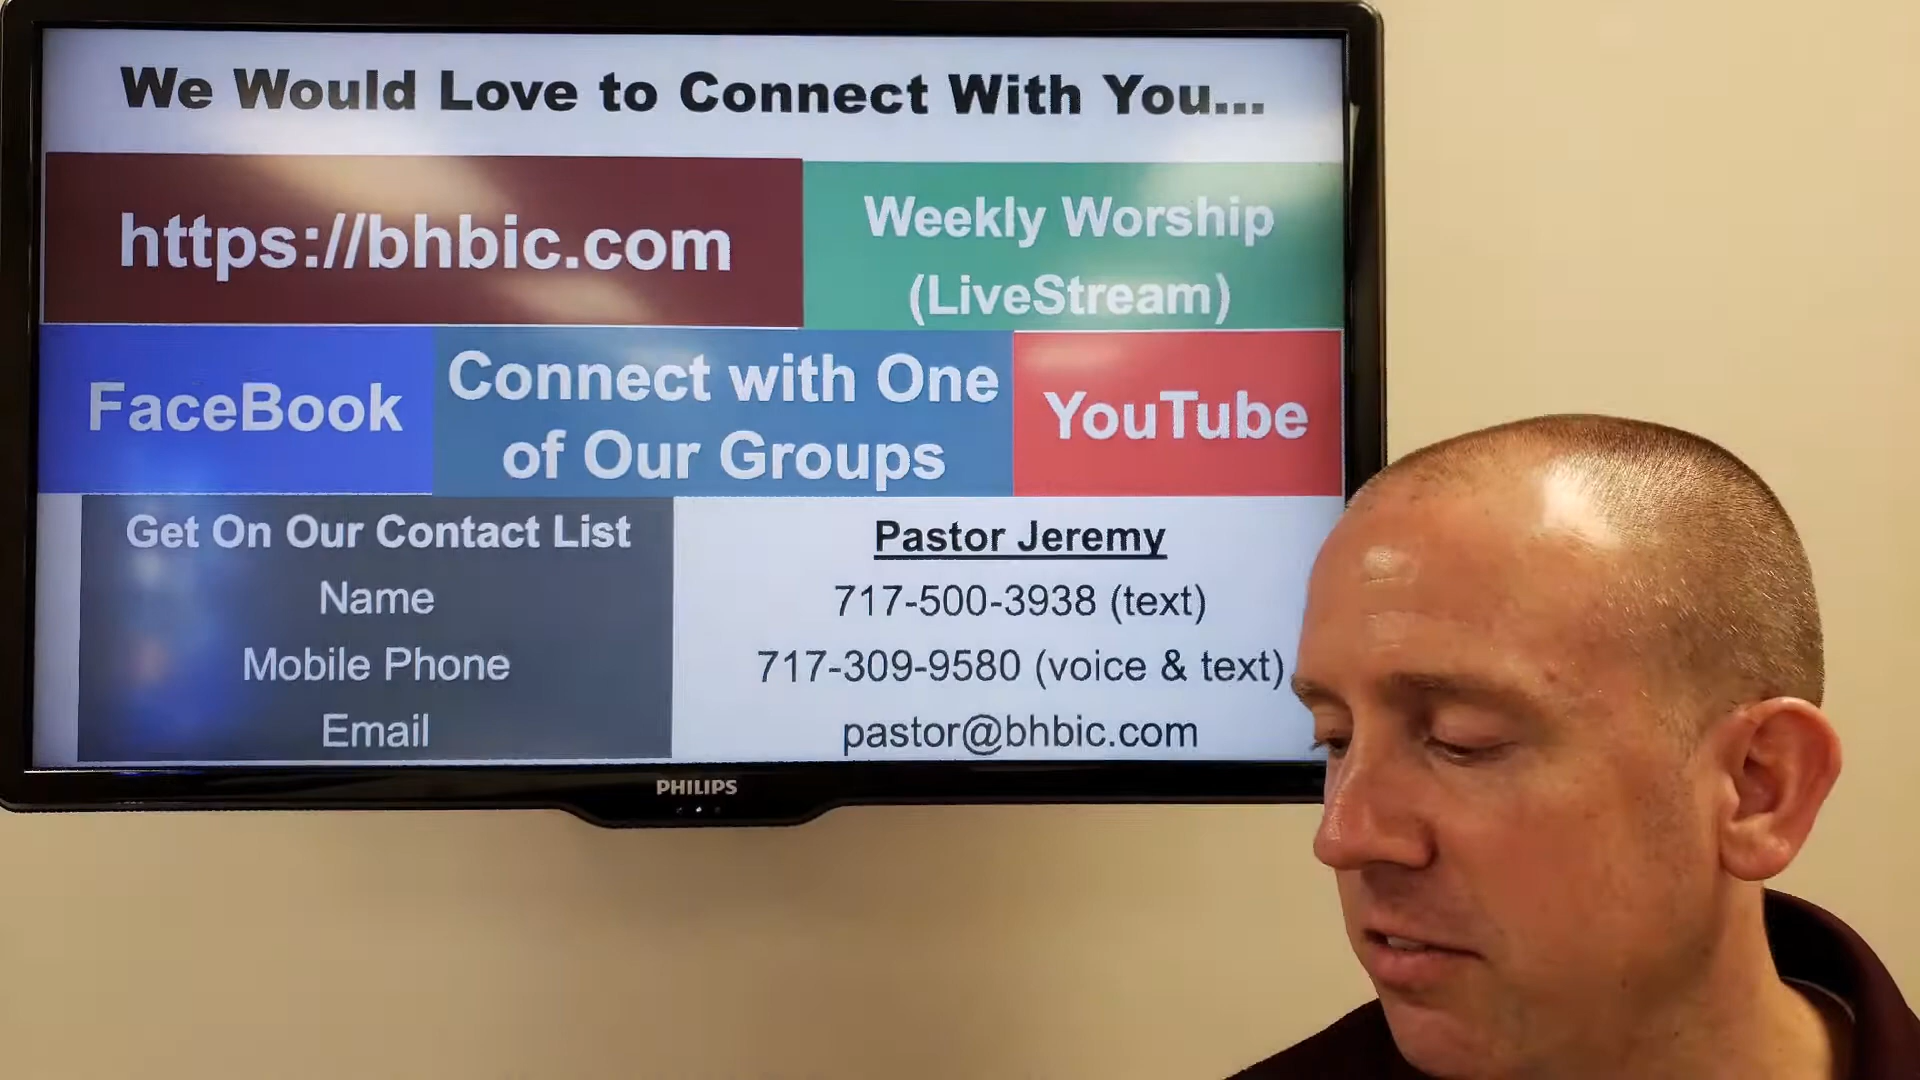 We Would Love to Connect With You...
https://bhbic.com
Weekly Worship
(LiveStream)
FaceBook
Connect with One
of Our Groups
YouTube
Get On Our Contact List
Name
Mobile Phone
Email
Pastor Jeremy
717-500-3938 (text)
717-309-9580 (voice & text)
pastor@bhbic.com
PHILIPS